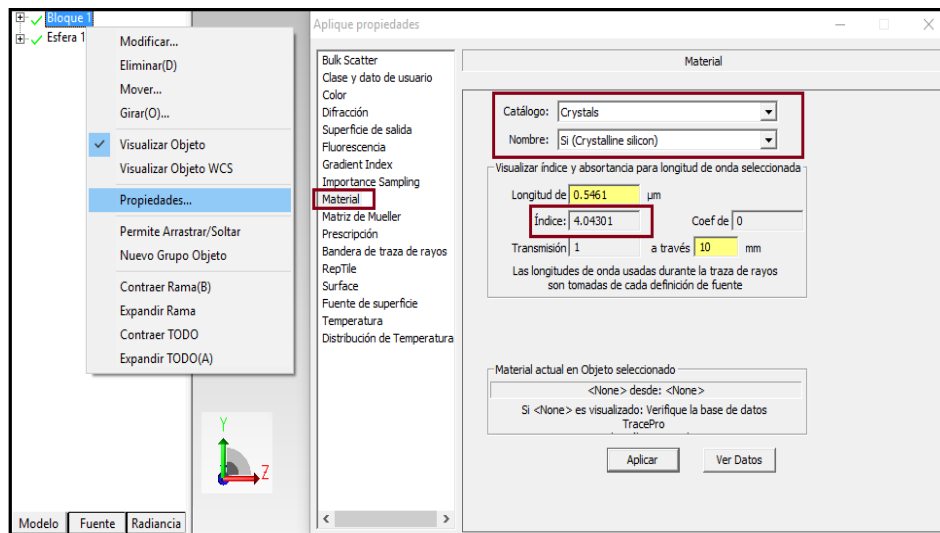 Bloque 1
Esfera 1
Modificar...
Eliminar(D)
Mover...
Girar(O)...
Visualizar Objeto
Visualizar Objeto WCS
Propiedades...
Permite Arrastrar/Soltar
Nuevo Grupo Objeto
Contraer Rama(B)
Expandir Rama
Contraer TODO
Expandir TODO(A)
Y
Z
Modelo
Fuente
Radiancia
Aplique propiedades
Bulk Scatter
Clase y dato de usuario
Color
Difracción
Superficie de salida
Fluorescencia
Gradient Index
Importance Sampling
Material
Matriz de Mueller
Prescripción
Bandera de traza de rayos
RepTile
Surface
Fuente de superficie
Temperatura
Distribución de Temperatura
Material
Catálogo: Crystals
Nombre: Si (Crystalline silicon)
Visualizar índice y absortancia para longitud de onda seleccionada
Longitud de 0.5461 µm
Índice: 4.04301 Coef de 0
Transmisión 1 a través 10 mm
Las longitudes de onda usadas durante la traza de rayos
son tomadas de cada definición de fuente
Material actual en Objeto seleccionado
<None> desde: <None>
Si <None> es visualizado: Verifique la base de datos
TracePro
Aplicar Ver Datos